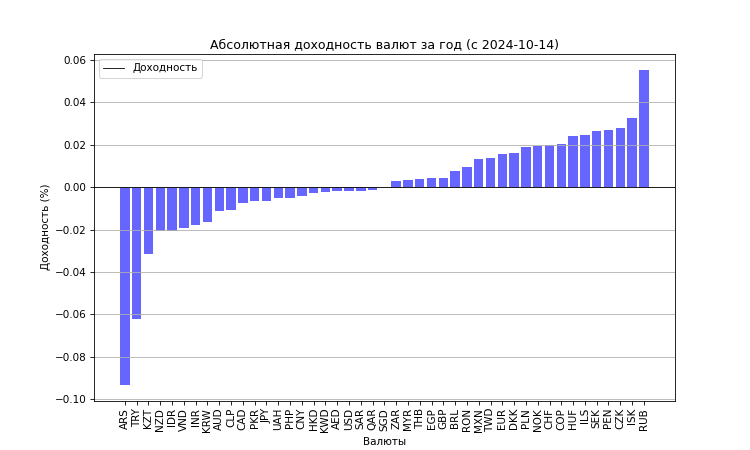 Абсолютная доходность валют за год (с 2024-10-14)
Доходность
0.06
0.04
0.02
0.00
−0.02
−0.04
−0.06
−0.08
−0.10
Доходность (%)
ARS
TRY
KZT
NZD
IDR
VND
INR
KRW
AUD
CLP
CAD
PKR
JPY
UAH
PHP
CNY
HKD
KWD
AED
USD
SAR
QAR
SGD
ZAR
MYR
THB
EGP
GBP
BRL
RON
MXN
TWD
EUR
DKK
PLN
NOK
CHF
COP
HUF
ILS
SEK
PEN
CZK
ISK
RUB
Валюты